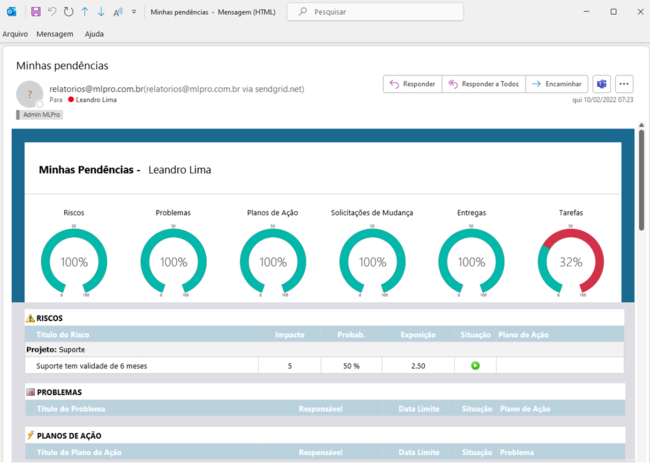 Minhas pendências - Mensagem (HTML)
Pesquisar
Arquivo Mensagem Ajuda
Minhas pendências
?
relatorios@mlpro.com.br(relatorios@mlpro.com.br via sendgrid.net)
Para Leandro Lima
Responder Responder a Todos Encaminhar
qui 10/02/2022 07:23
Admin MLPro
Minhas Pendências - Leandro Lima
Riscos Problemas Planos de Ação Solicitações de Mudança Entregas Tarefas
50 50 50 50 50 50
100% 100% 100% 100% 100% 32%
0 100 0 100 0 100 0 100 0 100 0 100
RISCOS
Título do Risco Impacto Probab. Exposição Situação Plano de Ação
Projeto: Suporte
Suporte tem validade de 6 meses 5 50 % 2.50
PROBLEMAS
Título do Problema Responsável Data Limite Situação Plano de Ação
PLANOS DE AÇÃO
Título do Plano de Ação Responsável Data Limite Situação Problema